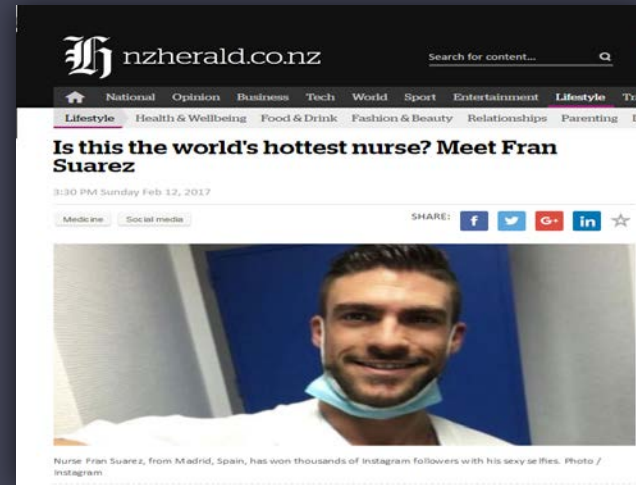 nzherald.co.nz
Search for content...
National Opinion Business Tech World Sport Entertainment Lifestyle
Lifestyle Health & Wellbeing Food & Drink Fashion & Beauty Relationships Parenting
Is this the world's hottest nurse? Meet Fran
Suarez
3:30 PM Sunday Feb 12, 2017
Medicine Social media SHARE: f G+ in
Nurse Fran Suarez, from Madrid, Spain, has won thousands of Instagram followers with his sexy selfies. Photo /
Instagram